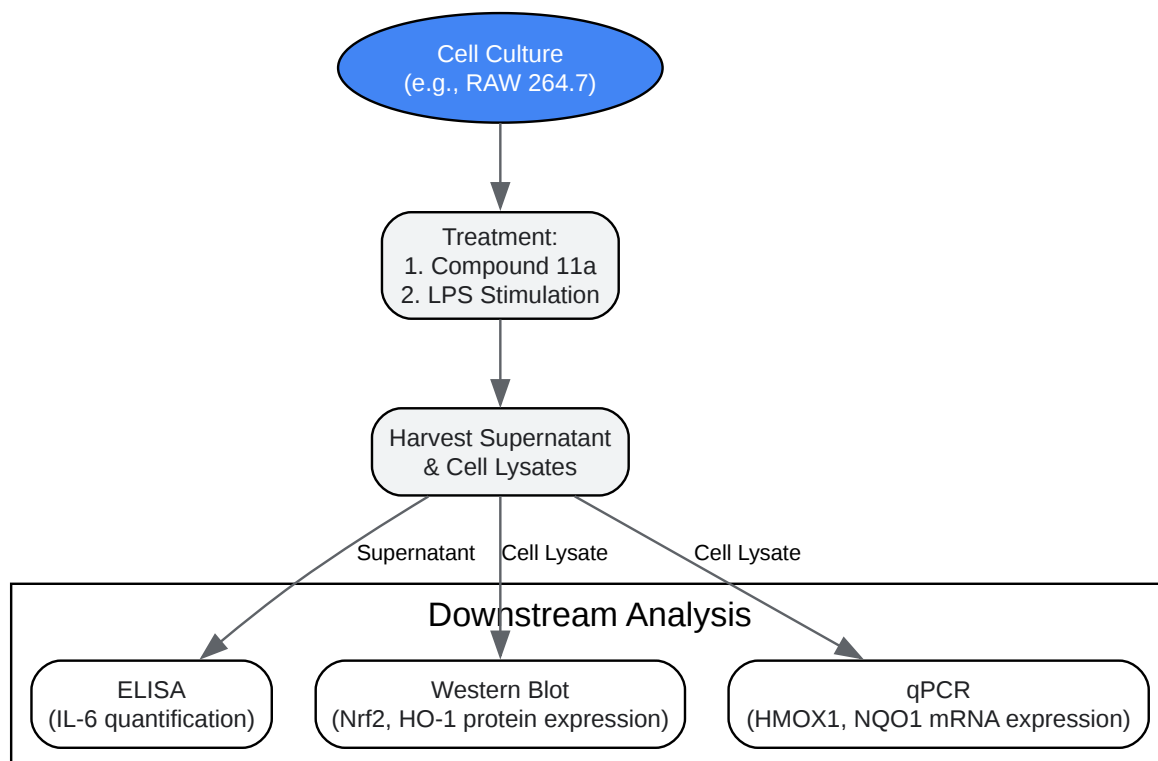 Cell Culture
(e.g., RAW 264.7)
Treatment:
1. Compound 11a
2. LPS Stimulation
Harvest Supernatant
& Cell Lysates
Supernatant
Cell Lysate
Cell Lysate
Downstream Analysis
ELISA
(IL-6 quantification)
Western Blot
(Nrf2, HO-1 protein expression)
qPCR
(HMOX1, NQO1 mRNA expression)